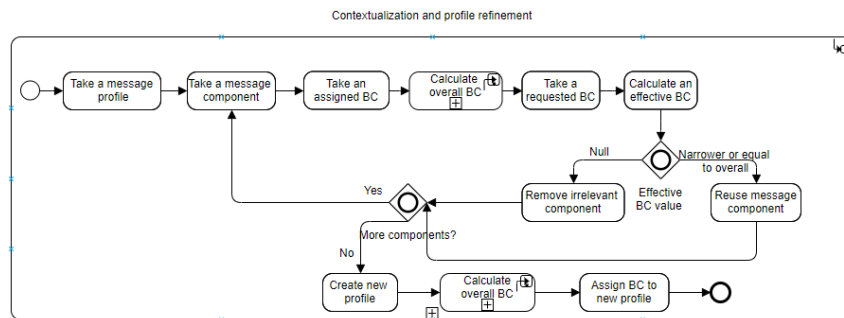 Contextualization and profile refinement
Take a message
profile
Take a message
component
Take an
assigned BC
Calculate
overall BC
Take a
requested BC
Calculate an
effective BC
Null
Narrower or equal
to overall
Yes
Remove irrelevant
component
Effective
BC value
Reuse message
component
More components?
No
Create new
profile
Calculate
overall BC
Assign BC to
new profile